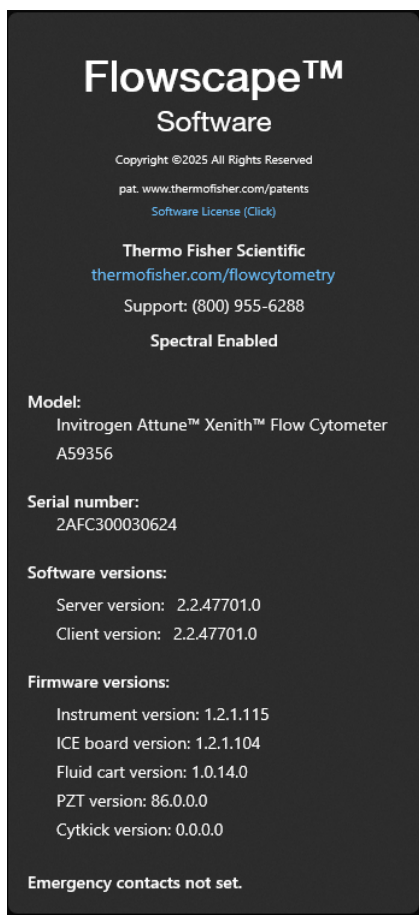 Flowscape™
Software
Copyright ©2025 All Rights Reserved
pat. www.thermofisher.com/patents
Software License (Click)
Thermo Fisher Scientific
thermofisher.com/flowcytometry
Support: (800) 955-6288
Spectral Enabled
Model:
Invitrogen Attune™ Xenith™ Flow Cytometer
A59356
Serial number:
2AFC300030624
Software versions:
Server version: 2.2.47701.0
Client version: 2.2.47701.0
Firmware versions:
Instrument version: 1.2.1.115
ICE board version: 1.2.1.104
Fluid cart version: 1.0.14.0
PZT version: 86.0.0.0
Cytkick version: 0.0.0.0
Emergency contacts not set.